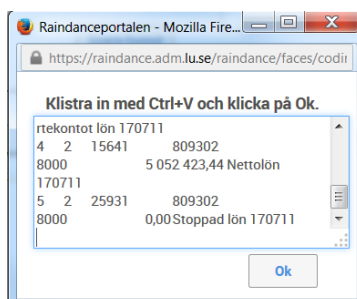 Raindanceportalen - Mozilla Fire...
https://raindance.adm.lu.se/raindance/faces/codin
Klistra in med Ctrl+V och klicka på Ok.
rtekontot lön 170711
4 2 15641 809302
8000 5 052 423,44 Nettolön
170711
5 2 25931 809302
8000 0,00 Stoppad lön 170711
Ok